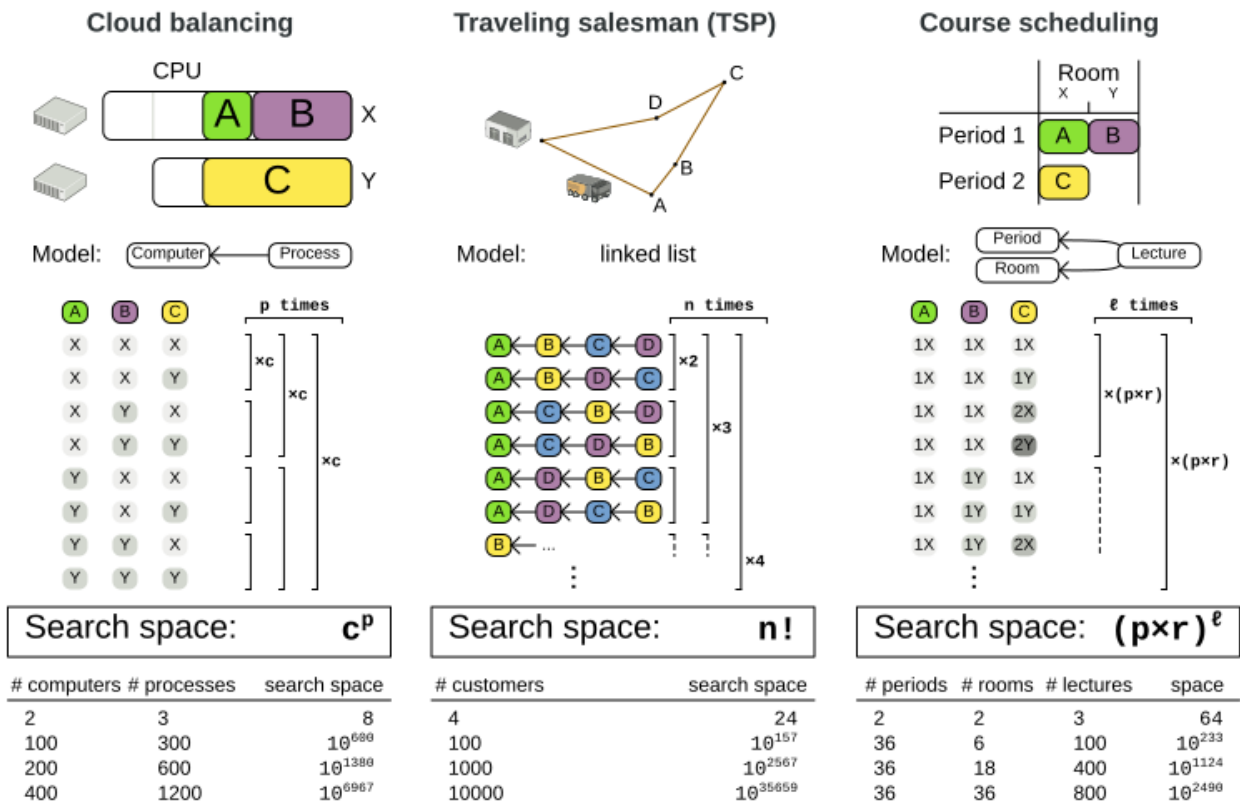 Cloud balancing
CPU
A B X
C Y
Model: Computer Process
A B C p times
X X X
X X Y ×c
X Y X ×c
X Y Y
Y X X ×c
Y X Y
Y Y X
Y Y Y
Search space: c^p
# computers # processes search space
2 3 8
100 300 10^600
200 600 10^1380
400 1200 10^6967
Traveling salesman (TSP)
C
D
B
A
Model: linked list
n times
A B C D ×2
A B D C
A C B D ×3
A C D B
A D B C
A D C B
B ... ×4
⋮
Search space: n!
# customers search space
4 24
100 10^157
1000 10^2567
10000 10^35659
Course scheduling
Room
X Y
Period 1 A B
Period 2 C
Model: Period Room Lecture
A B C ℓ times
1X 1X 1X
1X 1X 1Y ×(p×r)
1X 1X 2X
1X 1X 2Y ×(p×r)
1X 1Y 1X
1X 1Y 1Y
1X 1Y 2X
⋮
Search space: (p×r)^ℓ
# periods # rooms # lectures space
2 2 3 64
36 6 100 10^233
36 18 400 10^1124
36 36 800 10^2490